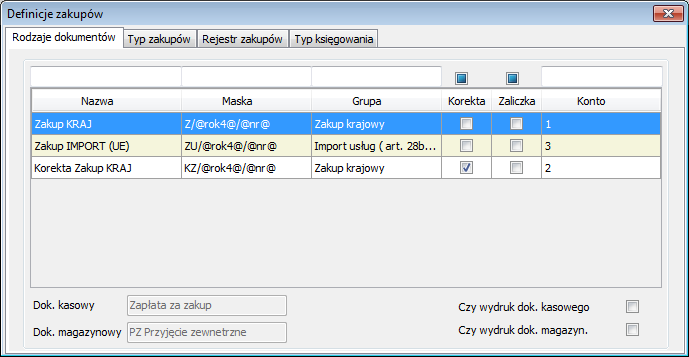 Definicje zakupów
Rodzaje dokumentów Typ zakupów Rejestr zakupów Typ księgowania
Nazwa Maska Grupa Korekta Zaliczka Konto
Zakup KRAJ Z/@rok4@/@nr@ Zakup krajowy 1
Zakup IMPORT (UE) ZU/@rok4@/@nr@ Import usług ( art. 28b... 3
Korekta Zakup KRAJ KZ/@rok4@/@nr@ Zakup krajowy 2
Dok. kasowy Zapłata za zakup Czy wydruk dok. kasowego
Dok. magazynowy PZ Przyjęcie zewnetrzne Czy wydruk dok. magazyn.